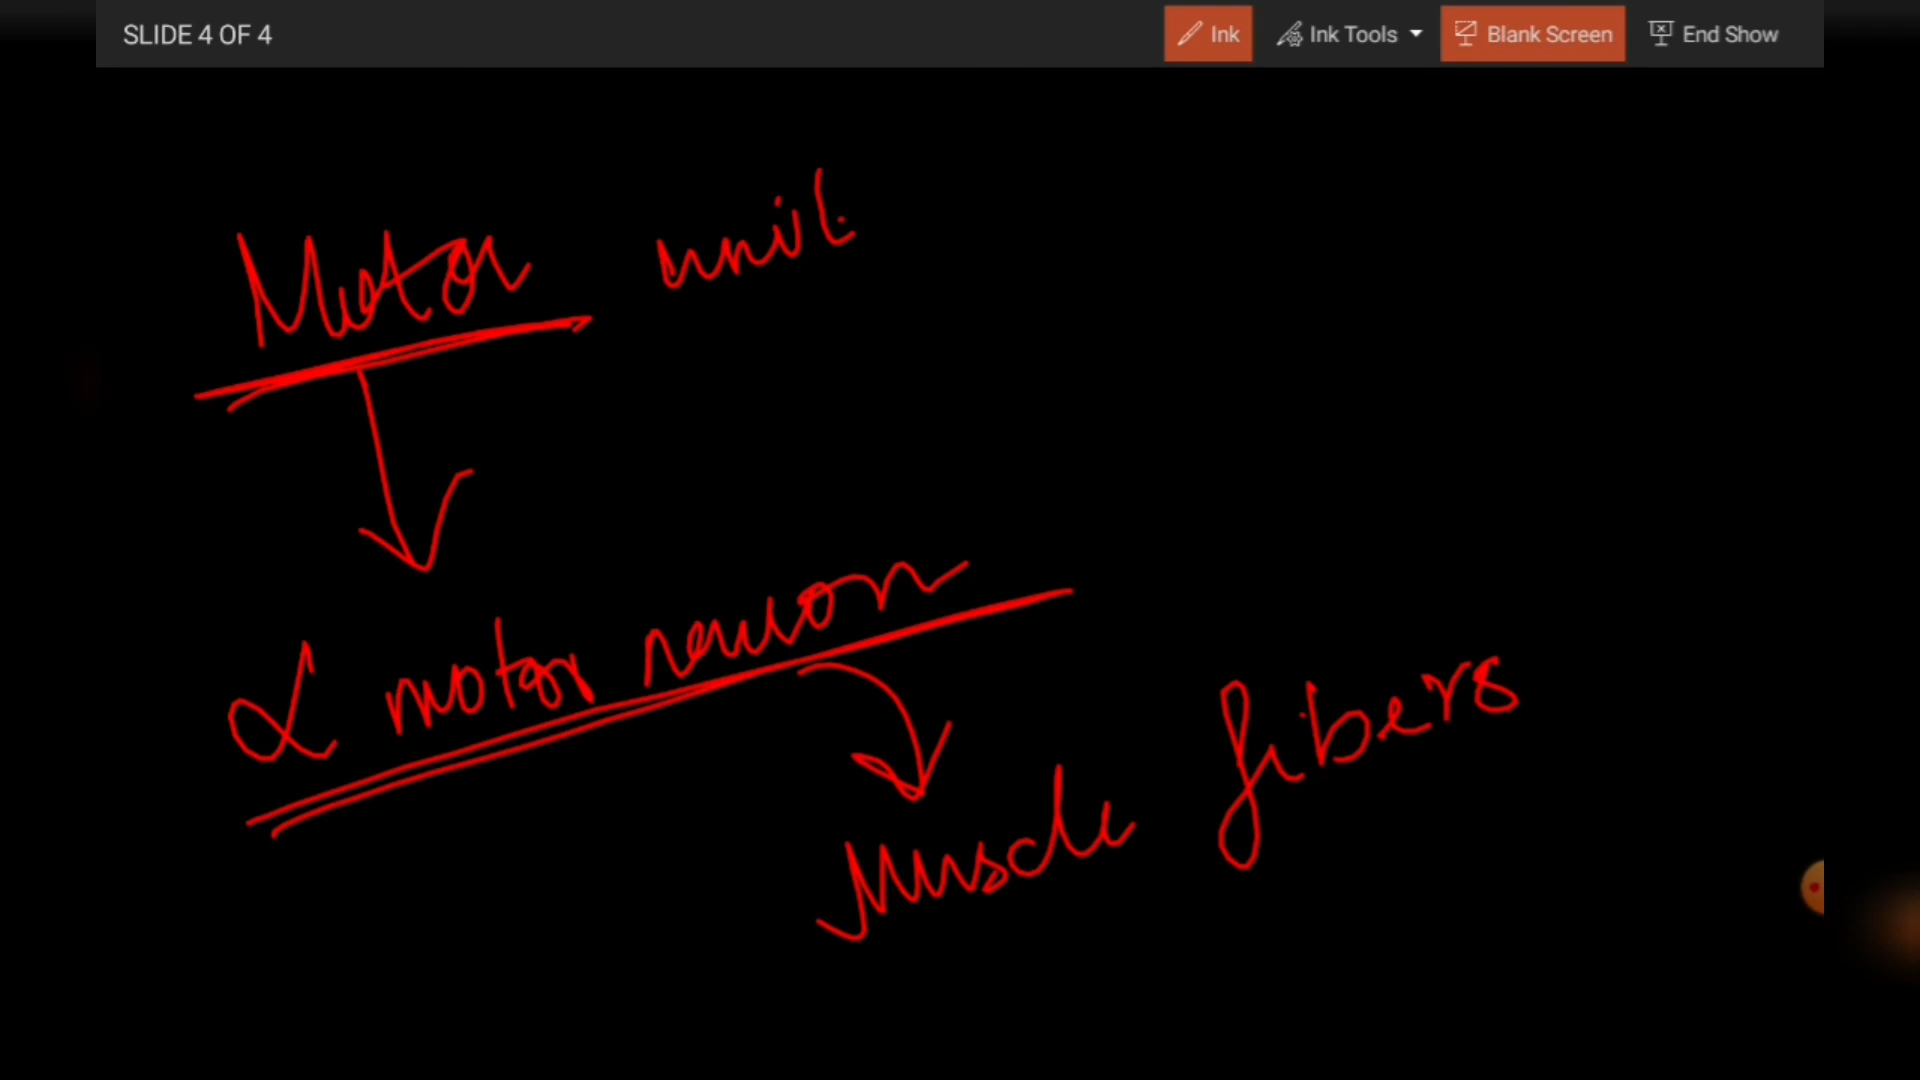 SLIDE 4 OF 4 Ink Ink Tools Blank Screen End Show
Motor unit
α motor neuron
Muscle fibers